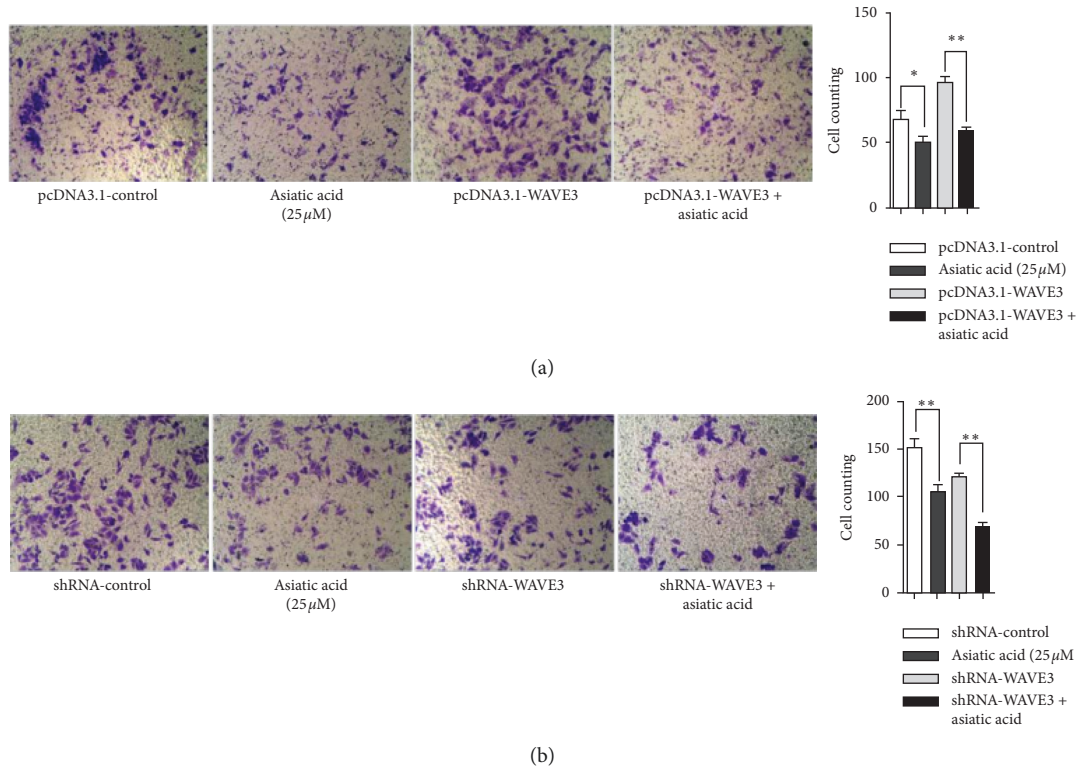 pcDNA3.1-control
Asiatic acid
(25μM)
pcDNA3.1-WAVE3
pcDNA3.1-WAVE3 +
asiatic acid
150
100
50
0
Cell counting
*
**
pcDNA3.1-control
Asiatic acid (25μM)
pcDNA3.1-WAVE3
pcDNA3.1-WAVE3 +
asiatic acid
(a)
shRNA-control
Asiatic acid
(25μM)
shRNA-WAVE3
shRNA-WAVE3 +
asiatic acid
200
150
100
50
0
Cell counting
**
**
shRNA-control
Asiatic acid (25μM
shRNA-WAVE3
shRNA-WAVE3 +
asiatic acid
(b)